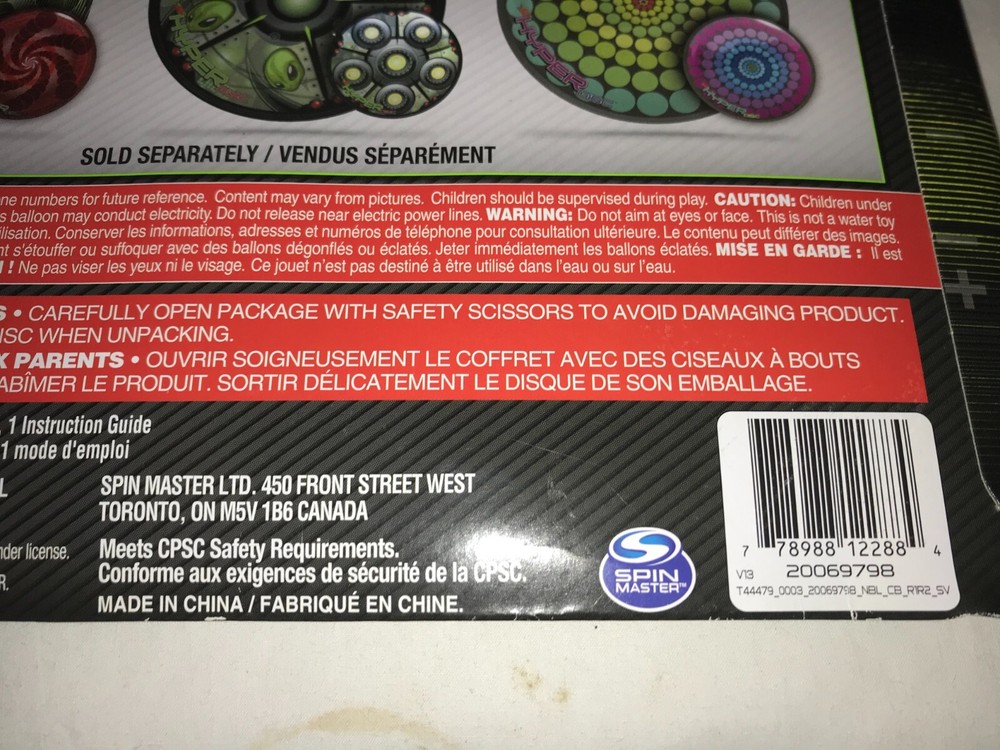 HYPER
HYPER
HYPER
SOLD SEPARATELY / VENDUS SÉPARÉMENT
one numbers for future reference. Content may vary from pictures. Children should be supervised during play. CAUTION: Children under
s balloon may conduct electricity. Do not release near electric power lines. WARNING: Do not aim at eyes or face. This is not a water toy
ilisation. Conserver les informations, adresses et numéros de téléphone pour consultation ultérieure. Le contenu peut différer des images.
nt s'étouffer ou suffoquer avec des ballons dégonflés ou éclatés. Jeter immédiatement les ballons éclatés. MISE EN GARDE : Il est
! Ne pas viser les yeux ni le visage. Ce jouet n'est pas destiné à être utilisé dans l'eau ou sur l'eau.
S • CAREFULLY OPEN PACKAGE WITH SAFETY SCISSORS TO AVOID DAMAGING PRODUCT.
ISC WHEN UNPACKING.
X PARENTS • OUVRIR SOIGNEUSEMENT LE COFFRET AVEC DES CISEAUX À BOUTS
ABÎMER LE PRODUIT. SORTIR DÉLICATEMENT LE DISQUE DE SON EMBALLAGE.
, 1 Instruction Guide
1 mode d'emploi
L
SPIN MASTER LTD. 450 FRONT STREET WEST
TORONTO, ON M5V 1B6 CANADA
nder license.
R.
Meets CPSC Safety Requirements.
Conforme aux exigences de sécurité de la CPSC.
MADE IN CHINA / FABRIQUÉ EN CHINE.
SPIN
MASTER™
7 78988 12288 4
V13 20069798
T44479_0003_20069798_NBL_CB_R1R2_SV